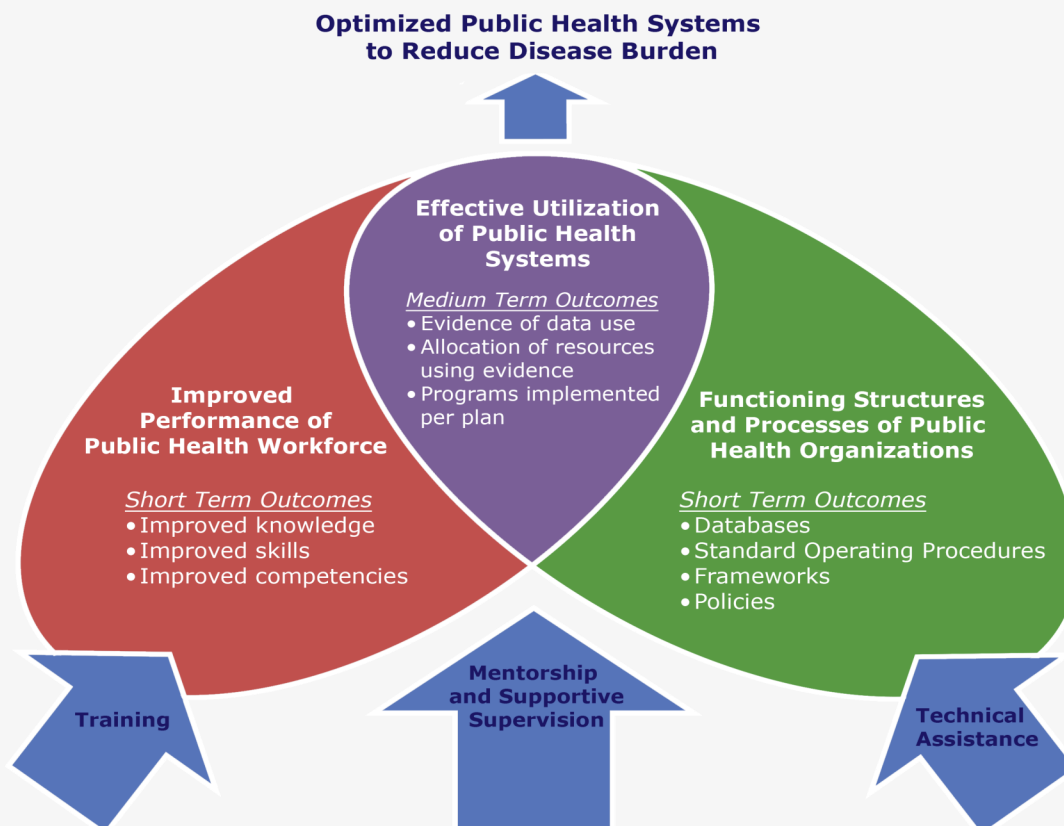 Optimized Public Health Systems
to Reduce Disease Burden
Effective Utilization
of Public Health
Systems
Medium Term Outcomes
• Evidence of data use
• Allocation of resources
using evidence
• Programs implemented
per plan
Improved
Performance of
Public Health Workforce
Short Term Outcomes
• Improved knowledge
• Improved skills
• Improved competencies
Functioning Structures
and Processes of Public
Health Organizations
Short Term Outcomes
• Databases
• Standard Operating Procedures
• Frameworks
• Policies
Training
Mentorship
and Supportive
Supervision
Technical
Assistance